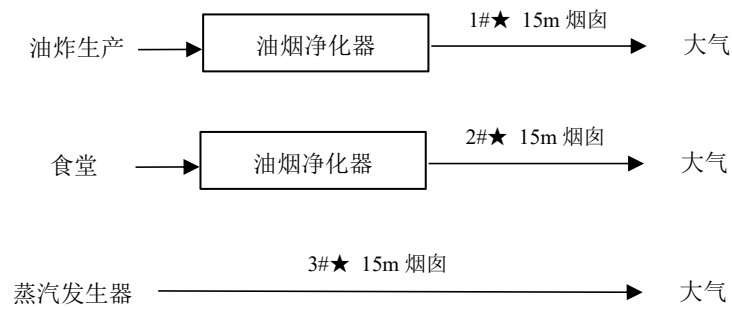 1#★ 15m 烟囱
油炸生产 油烟净化器 大气
2#★ 15m 烟囱
食堂 油烟净化器 大气
3#★ 15m 烟囱
蒸汽发生器 大气